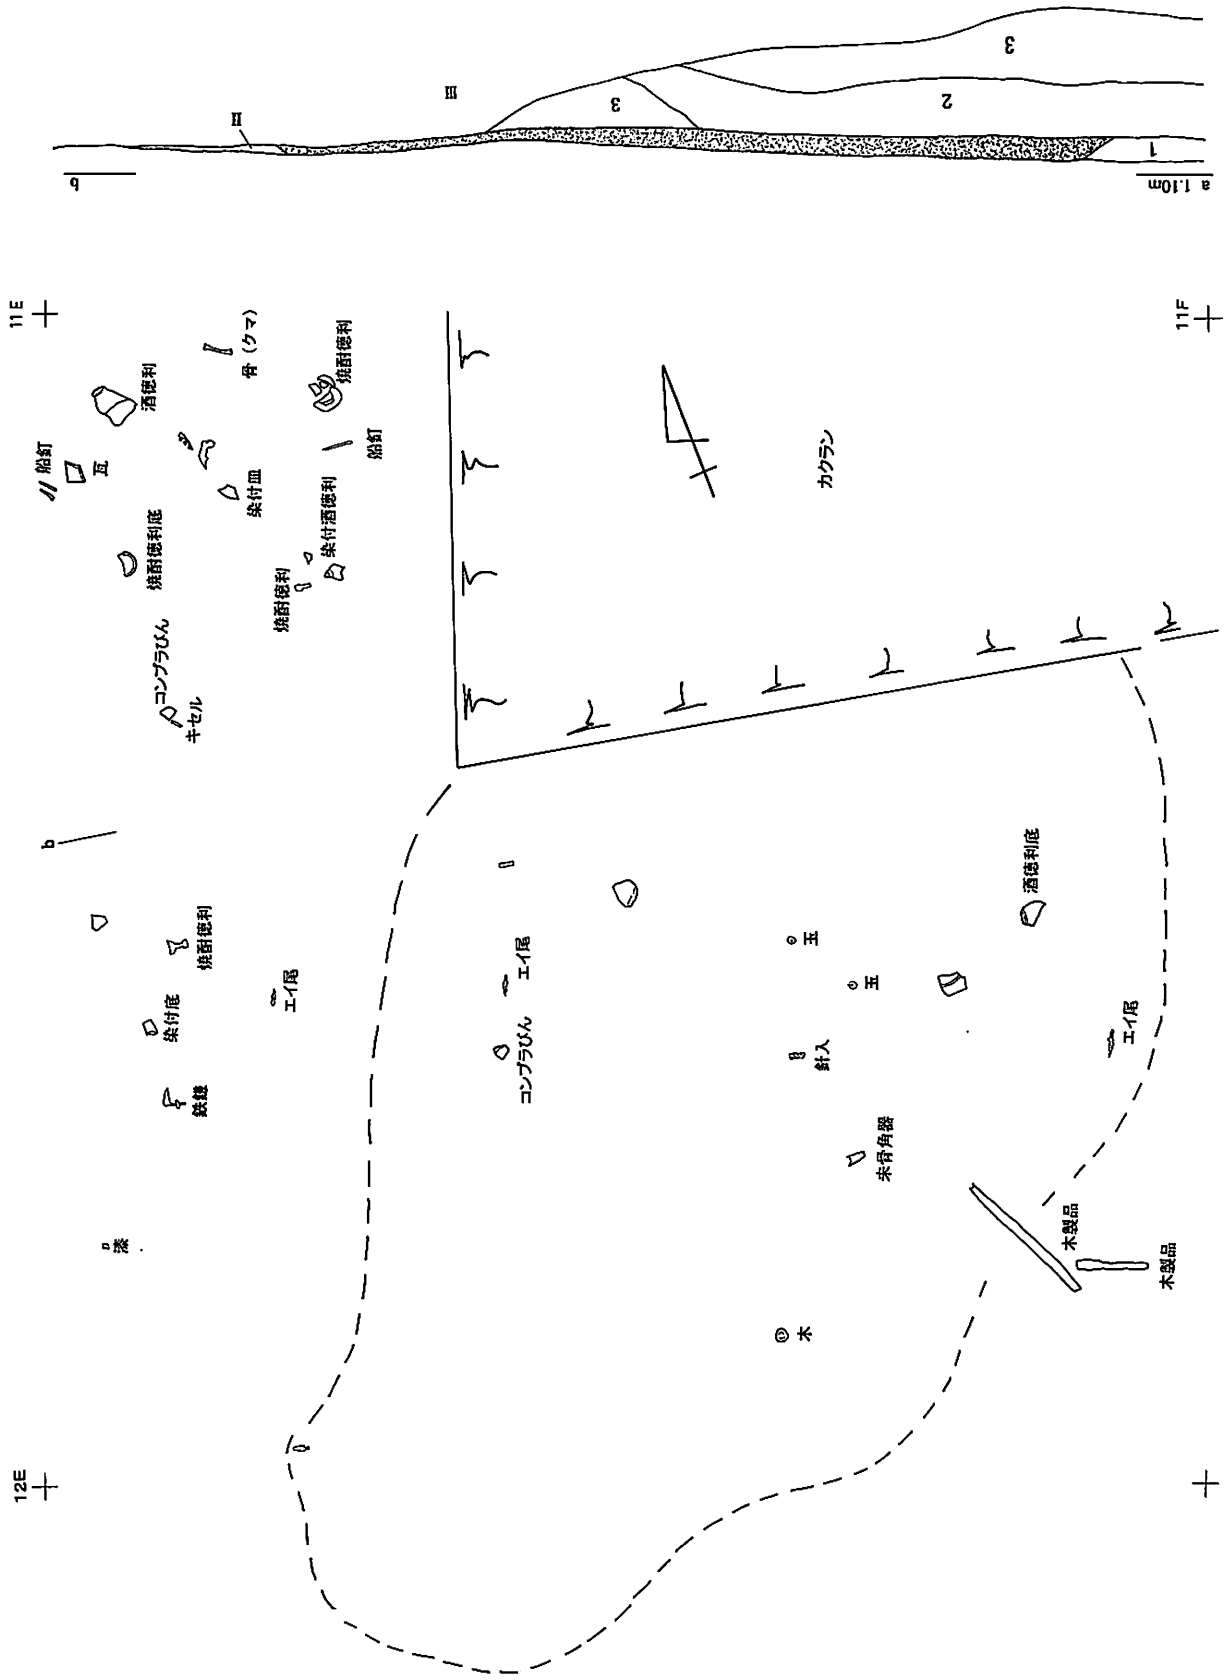 b
a 1.10m
II
III
3
3
2
1
11E
11F
船釘
瓦
酒徳利
骨(クマ)
焼酎徳利
船釘
染付皿
焼酎徳利底
染付酒徳利
焼酎徳利
コンプラびん
キセル
カクラン
b
焼酎徳利
エイ尾
染付底
鉄鎌
漆
エイ尾
コンプラびん
玉
玉
針入
酒徳利底
エイ尾
未骨角器
木製品
木製品
木
12E